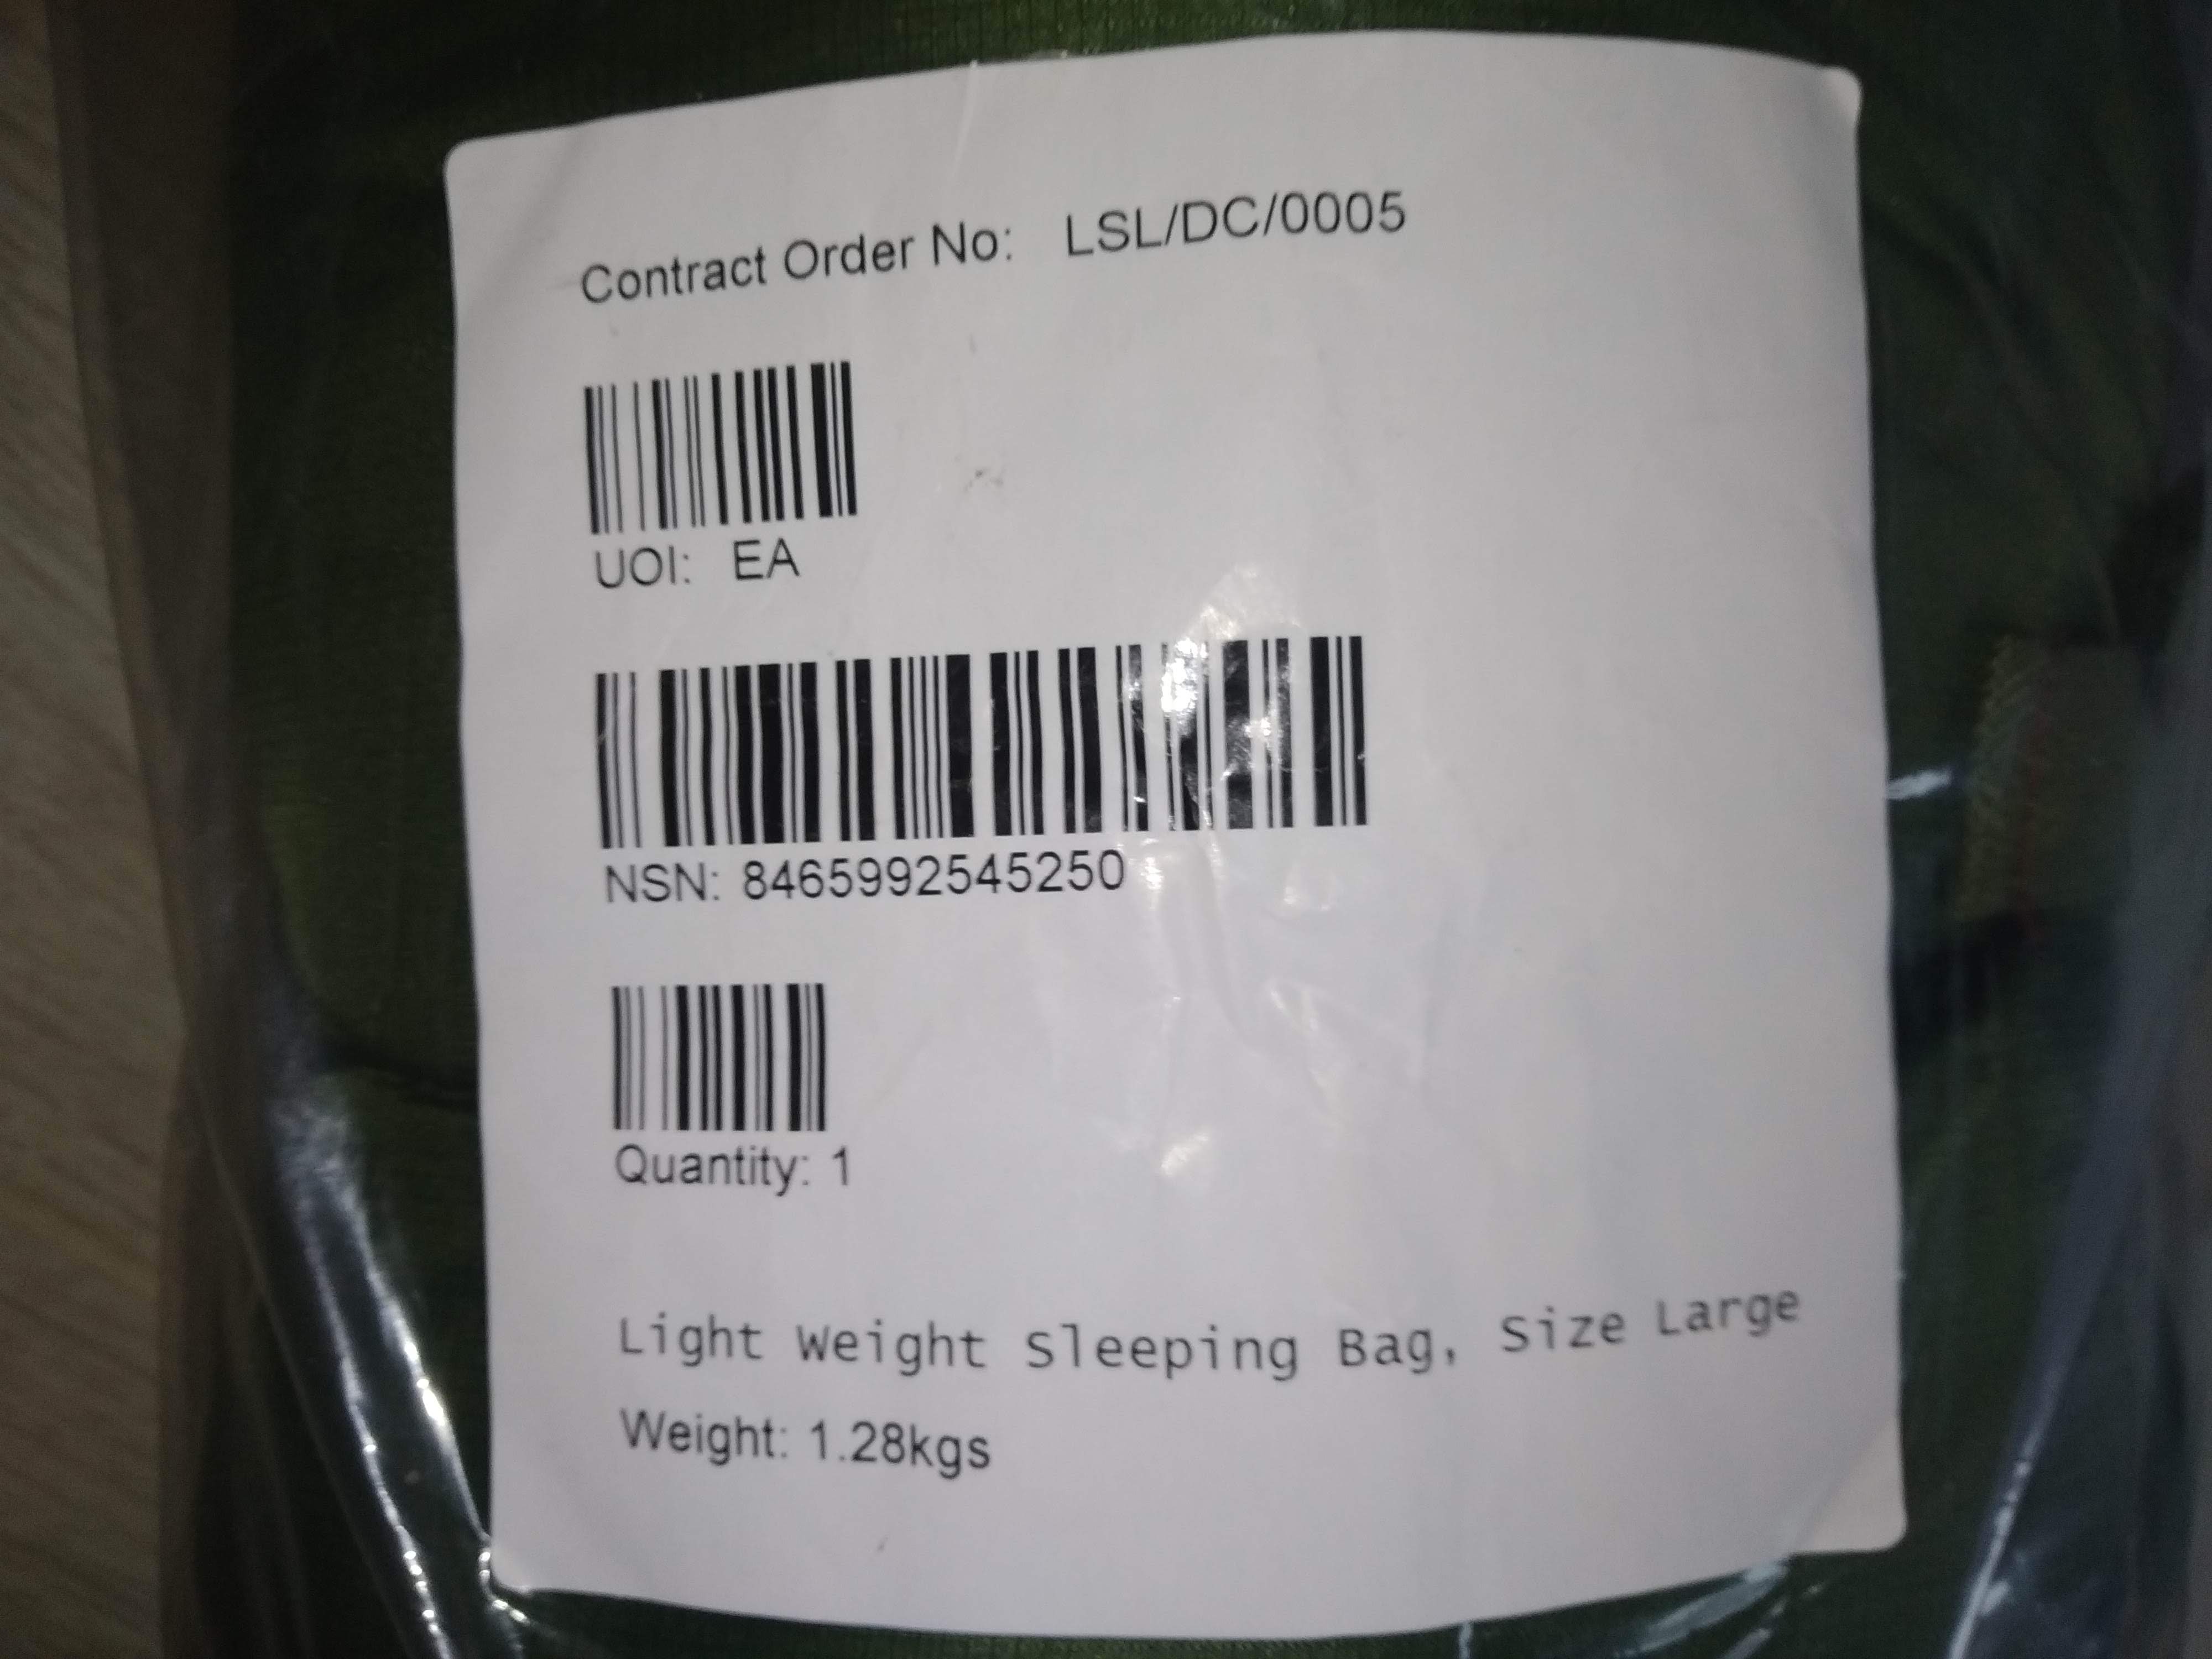 Contract Order No: LSL/DC/0005
UOI: EA
NSN: 8465992545250
Quantity: 1
Light Weight Sleeping Bag, Size Large
Weight: 1.28kgs